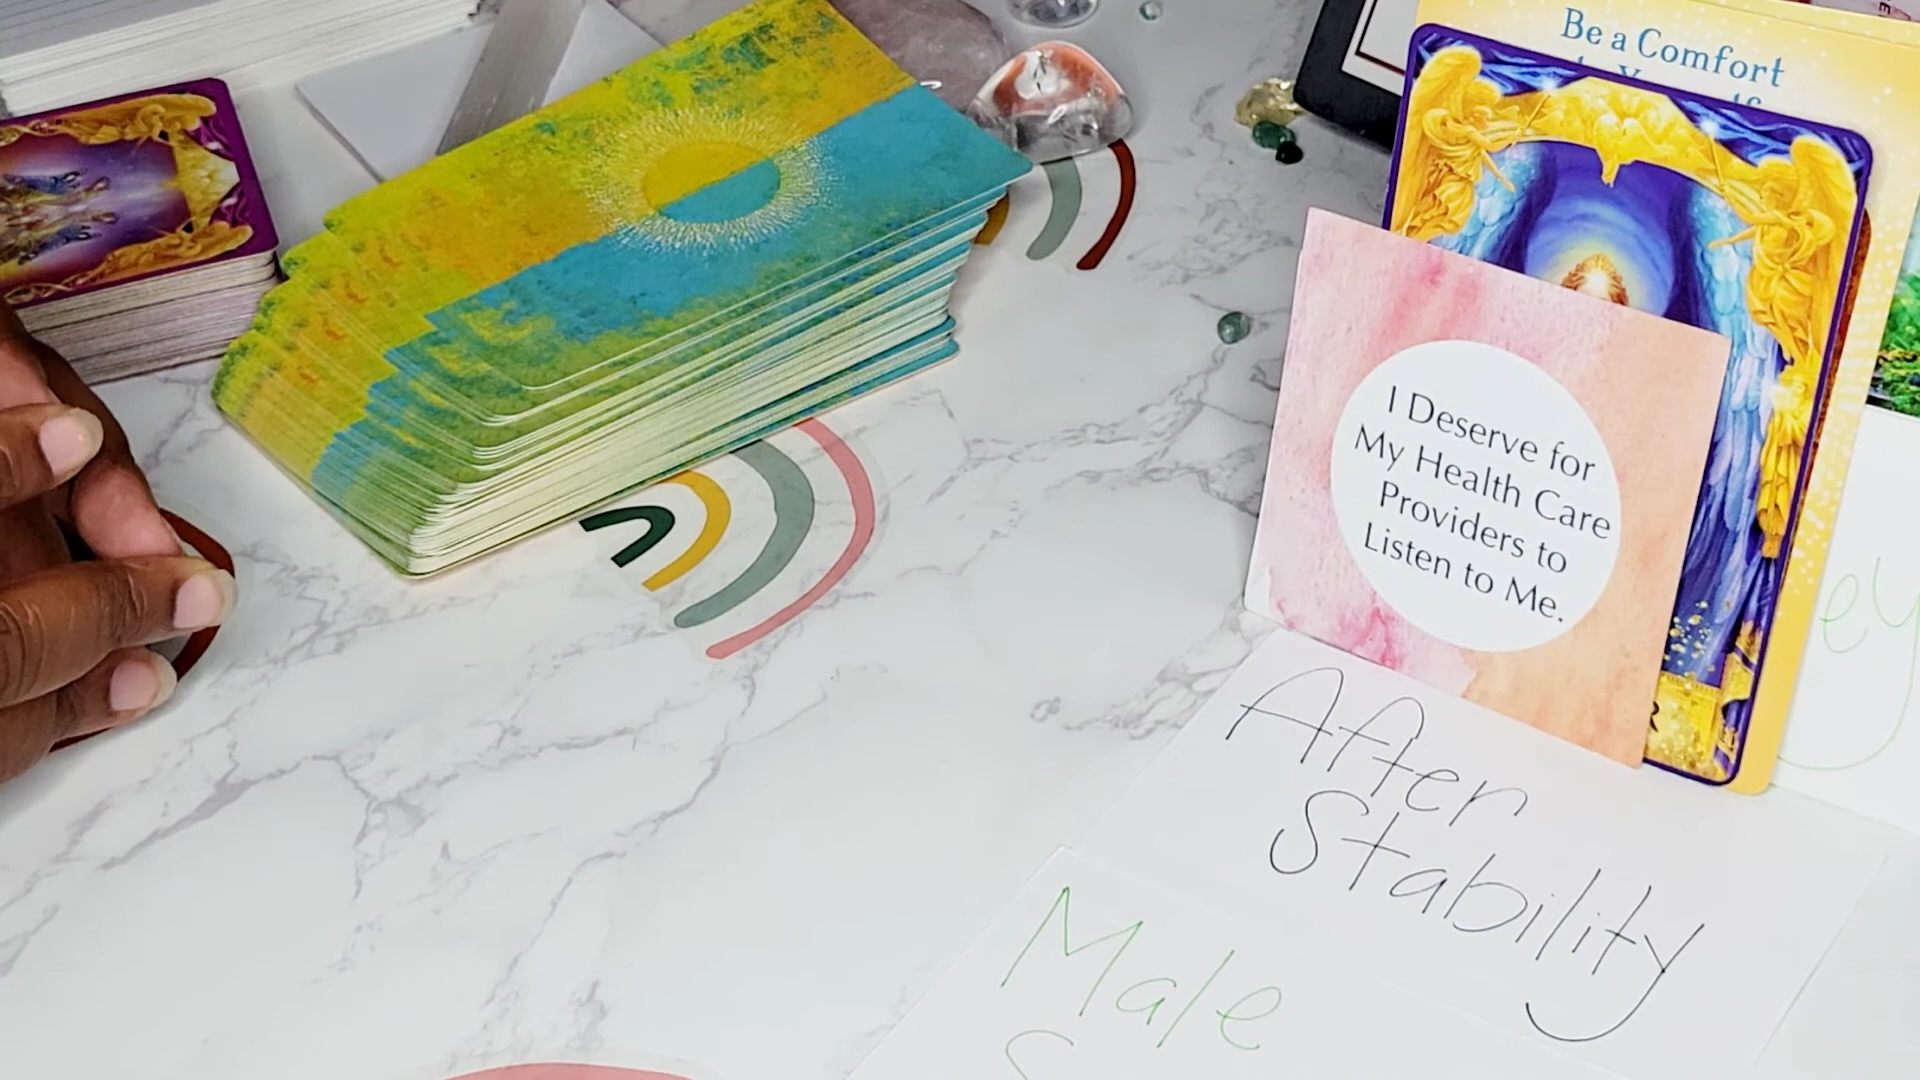 Be a Comfort
I Deserve for
My Health Care
Providers to
Listen to Me.
After
Stability
Male